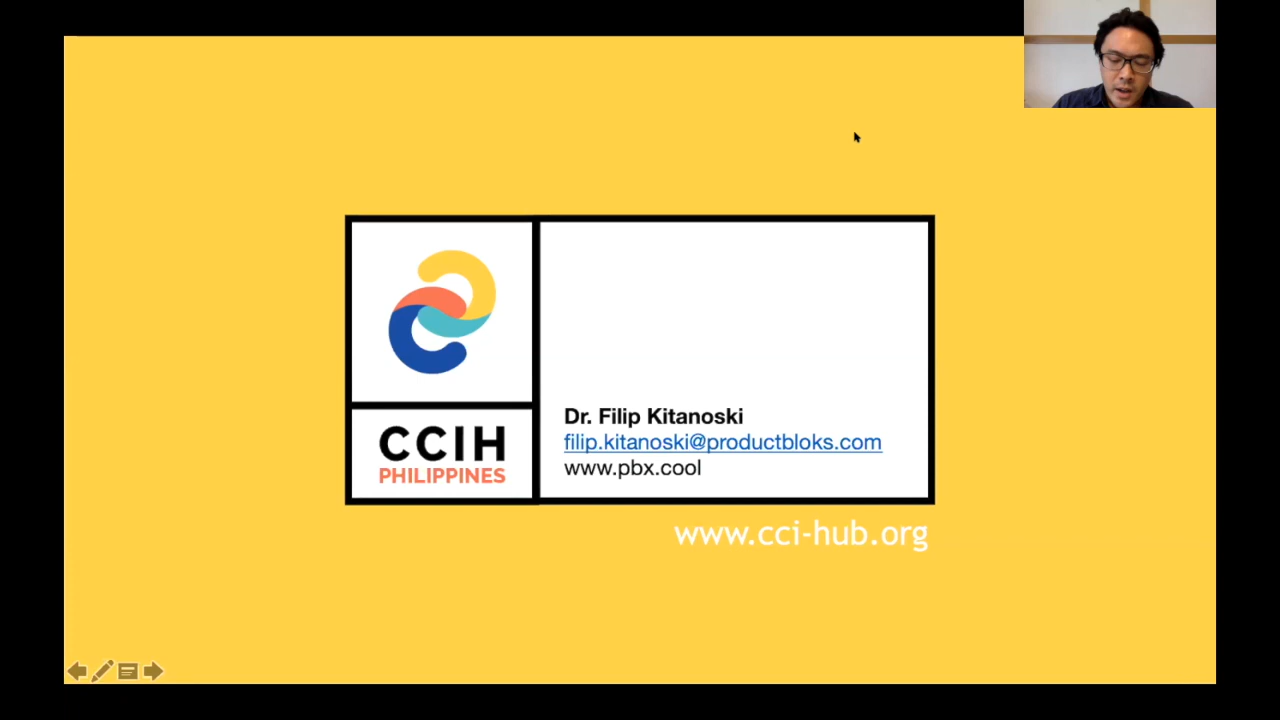 CCIH
PHILIPPINES
Dr. Filip Kitanoski
filip.kitanoski@productbloks.com
www.pbx.cool
www.cci-hub.org